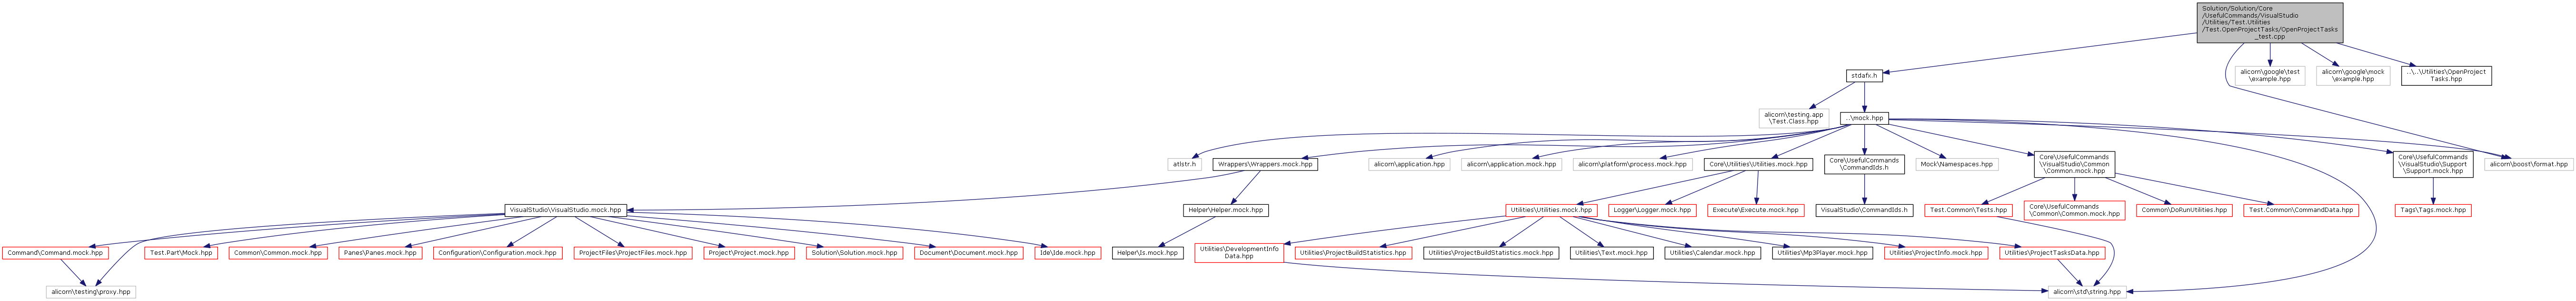 Solution/Solution/Core
/UsefulCommands/VisualStudio
/Utilities/Test.Utilities
/Test.OpenProjectTasks/OpenProjectTasks
_test.cpp
stdafx.h
alicorn\google\test
\example.hpp
alicorn\google\mock
\example.hpp
..\..\Utilities\OpenProject
Tasks.hpp
alicorn\testing.app
\Test.Class.hpp
..\mock.hpp
atlstr.h
Wrappers\Wrappers.mock.hpp
alicorn\application.hpp
alicorn\application.mock.hpp
alicorn\platform\process.mock.hpp
Core\Utilities\Utilities.mock.hpp
Core\UsefulCommands
\CommandIds.h
Mock\Namespaces.hpp
Core\UsefulCommands
\VisualStudio\Common
\Common.mock.hpp
Core\UsefulCommands
\VisualStudio\Support
\Support.mock.hpp
alicorn\boost\format.hpp
VisualStudio\VisualStudio.mock.hpp
Helper\Helper.mock.hpp
Utilities\Utilities.mock.hpp
Logger\Logger.mock.hpp
Execute\Execute.mock.hpp
VisualStudio\CommandIds.h
Test.Common\Tests.hpp
Core\UsefulCommands
\Common\Common.mock.hpp
Common\DoRunUtilities.hpp
Test.Common\CommandData.hpp
Tags\Tags.mock.hpp
Command\Command.mock.hpp
Test.Part\Mock.hpp
Common\Common.mock.hpp
Panes\Panes.mock.hpp
Configuration\Configuration.mock.hpp
ProjectFiles\ProjectFiles.mock.hpp
Project\Project.mock.hpp
Solution\Solution.mock.hpp
Document\Document.mock.hpp
Ide\Ide.mock.hpp
Helper\Is.mock.hpp
Utilities\DevelopmentInfo
Data.hpp
Utilities\ProjectBuildStatistics.hpp
Utilities\ProjectBuildStatistics.mock.hpp
Utilities\Text.mock.hpp
Utilities\Calendar.mock.hpp
Utilities\Mp3Player.mock.hpp
Utilities\ProjectInfo.mock.hpp
Utilities\ProjectTasksData.hpp
alicorn\testing\proxy.hpp
alicorn\std\string.hpp